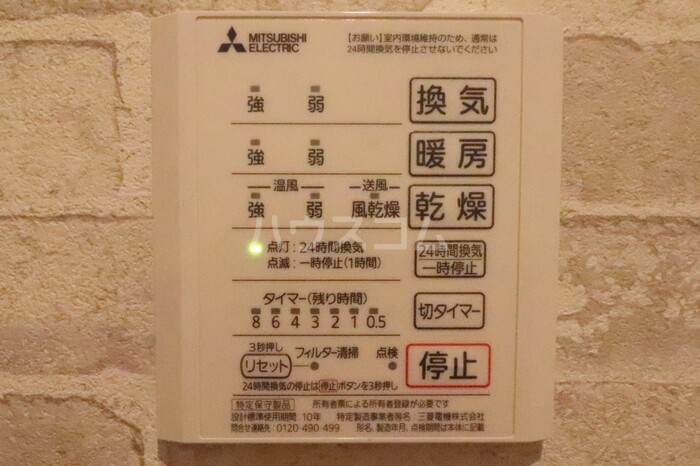 MITSUBISHI
ELECTRIC
【お願い】室内環境維持のため、通常は
24時間換気を停止させないでください
強 弱 換気
強 弱 暖房
温風 送風
強 弱 風乾燥 乾燥
点灯：24時間換気
点滅：一時停止(1時間)
24時間換気
一時停止
タイマー(残り時間)
8 6 4 3 2 1 0.5
切タイマー
3秒押し
リセット フィルター清掃 点検
停止
24時間換気の停止は停止ボタンを3秒押し
特定保守製品 所有者票による所有者登録が必要です
設計標準使用期間 10年 特定製造事業者等名：三菱電機株式会社
問合せ連絡先：0120-490-499 形名、製造年月、点検期間は本体に記載
ハウスコム